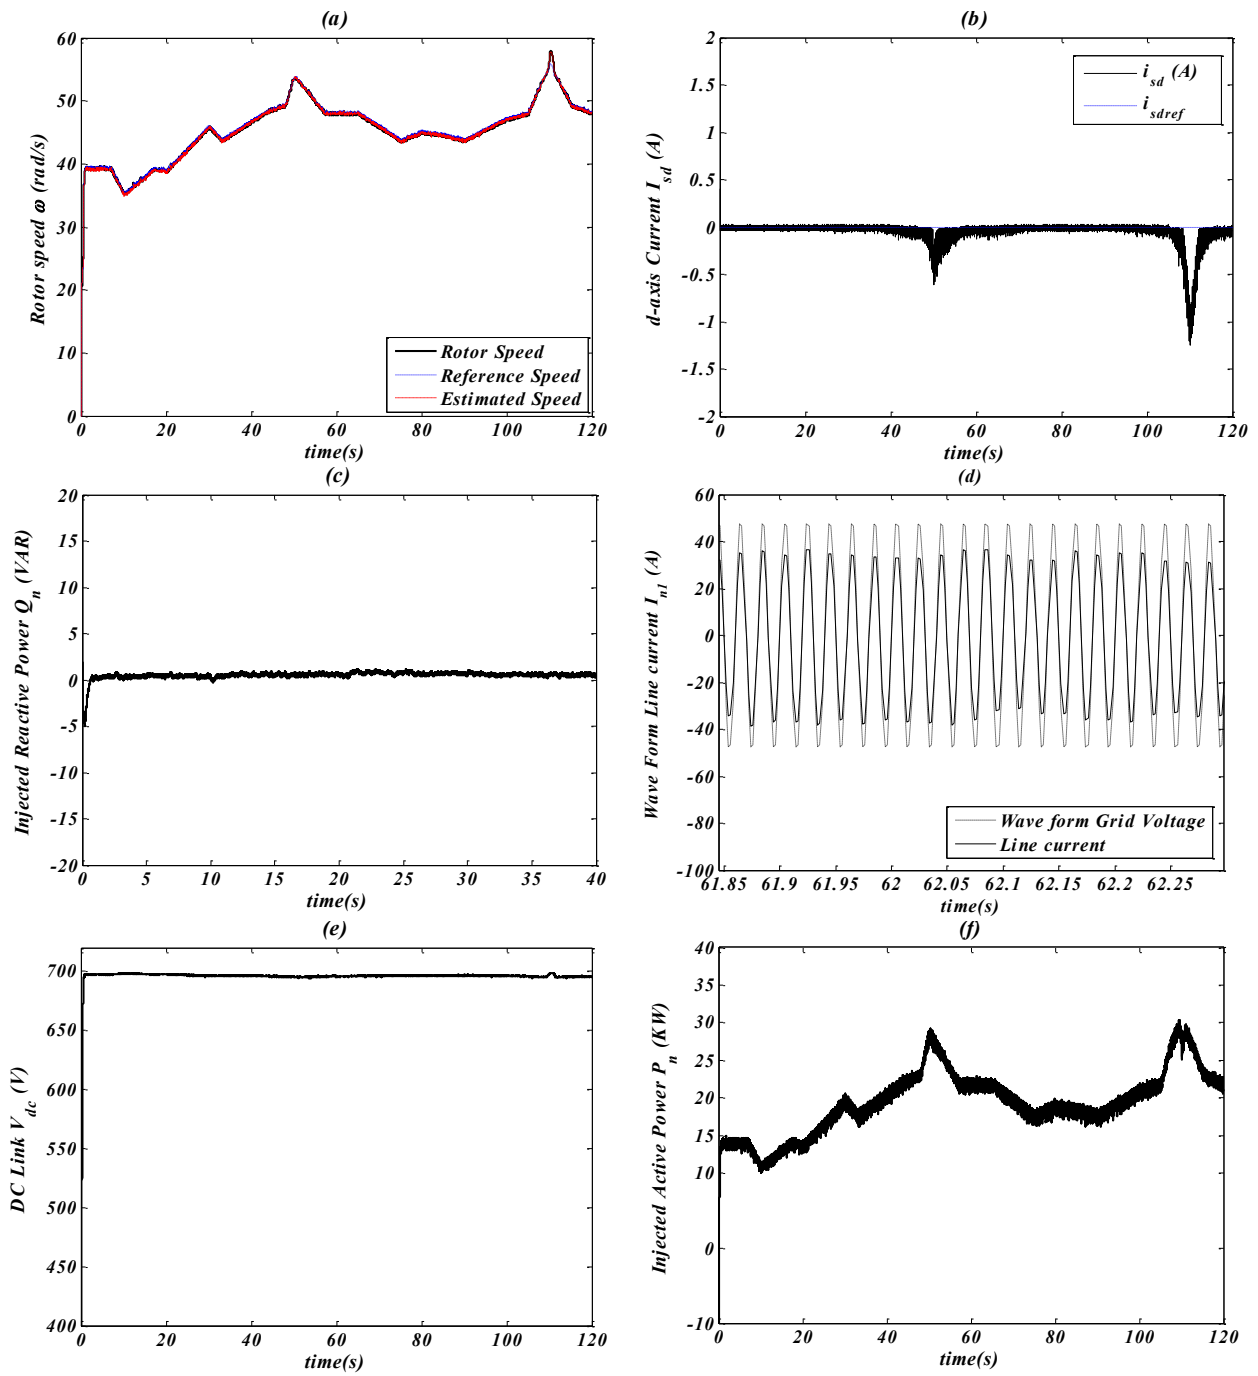 (a)
60
50
40
30
20
10
0
Rotor speed ω (rad/s)
Rotor Speed
Reference Speed
Estimated Speed
0 20 40 60 80 100 120
time(s)
(b)
2
1.5
1
0.5
0
-0.5
-1
-1.5
-2
d-axis Current I_sd (A)
i_sd (A)
i_sdref
0 20 40 60 80 100 120
time(s)
(c)
20
15
10
5
0
-5
-10
-15
-20
Injected Reactive Power Q_n (VAR)
0 5 10 15 20 25 30 35 40
time(s)
(d)
60
40
20
0
-20
-40
-60
-80
-100
Wave Form Line current I_n1 (A)
Wave form Grid Voltage
Line current
61.85 61.9 61.95 62 62.05 62.1 62.15 62.2 62.25
time(s)
(e)
700
650
600
550
500
450
400
DC Link V_dc (V)
0 20 40 60 80 100 120
time(s)
(f)
40
35
30
25
20
15
10
0
-10
Injected Active Power P_n (KW)
0 20 40 60 80 100 120
time(s)